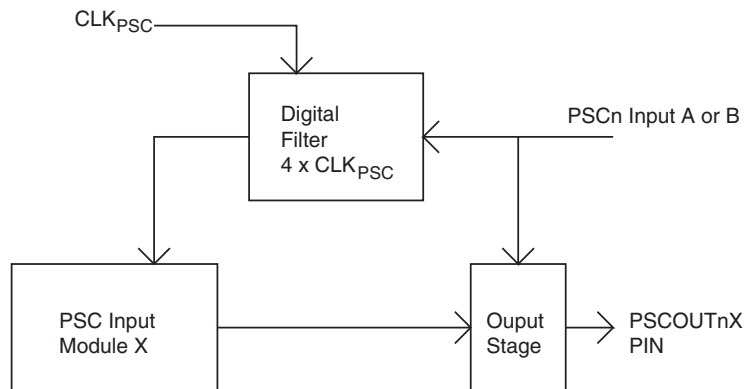 CLKPSC
Digital
Filter
4 x CLKPSC
PSCn Input A or B
PSC Input
Module X
Ouput
Stage
PSCOUTnX
PIN